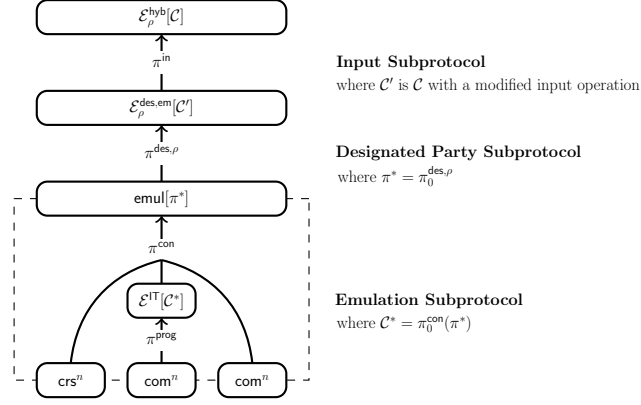 ℰ_ρ^hyb[𝒞]
π^in
Input Subprotocol
where 𝒞′ is 𝒞 with a modified input operation
ℰ_ρ^des,em[𝒞′]
π^des,ρ
Designated Party Subprotocol
where π* = π_0^des,ρ
emul[π*]
π^con
ℰ^IT[𝒞*]
Emulation Subprotocol
where 𝒞* = π_0^con(π*)
π^prog
crs^n
com^n
com^n